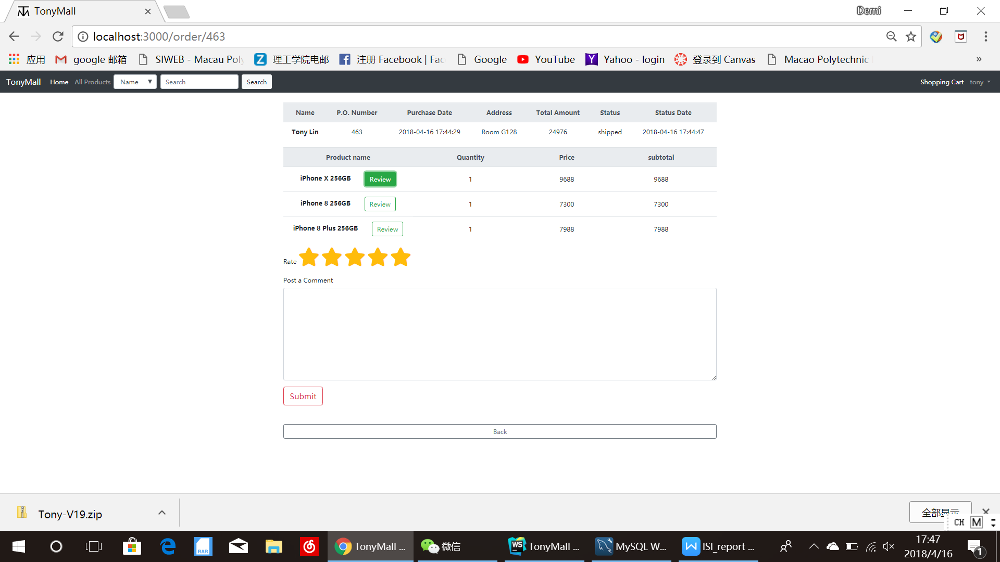 TonyMall
Demi
localhost:3000/order/463
应用 google 邮箱 SIWEB - Macau Pol 理工学院电邮 注册 Facebook | Fac Google YouTube Yahoo - login 登录到 Canvas Macao Polytechnic »
TonyMall Home All Products Name Search Search Shopping Cart tony
Name P.O. Number Purchase Date Address Total Amount Status Status Date
Tony Lin 463 2018-04-16 17:44:29 Room G128 24976 shipped 2018-04-16 17:44:47
Product name Quantity Price subtotal
iPhone X 256GB Review 1 9688 9688
iPhone 8 256GB Review 1 7300 7300
iPhone 8 Plus 256GB Review 1 7988 7988
Rate
Post a Comment
Submit
Back
Tony-V19.zip 全部显示
CH M
RAR TonyMall ... 微信 WS TonyMall ... MySQL W... ISI_report ... 17:47
2018/4/16 1